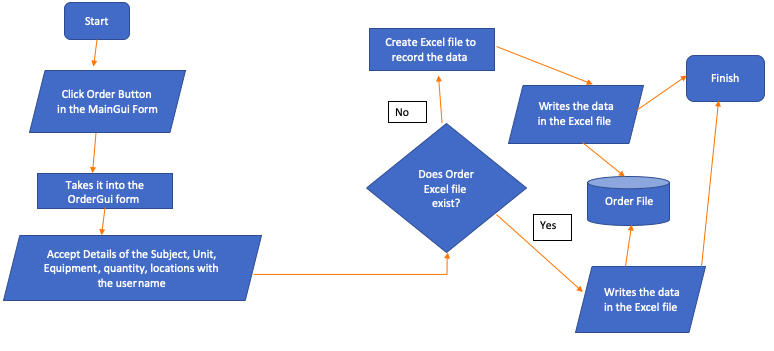 Start
Click Order Button
in the MainGui Form
Takes it into the
OrderGui form
Accept Details of the Subject, Unit,
Equipment, quantity, locations with
the username
Does Order
Excel file
exist?
No
Create Excel file to
record the data
Writes the data
in the Excel file
Finish
Order File
Yes
Writes the data
in the Excel file